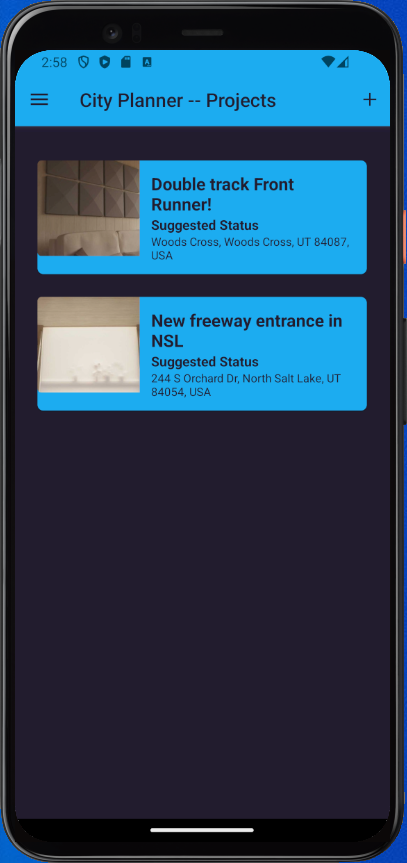 2:58
City Planner -- Projects
Double track Front
Runner!
Suggested Status
Woods Cross, Woods Cross, UT 84087,
USA
New freeway entrance in
NSL
Suggested Status
244 S Orchard Dr, North Salt Lake, UT
84054, USA